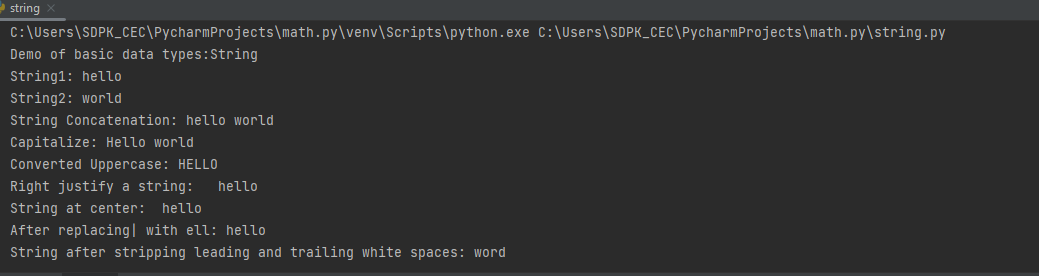 string
C:\Users\SDPK_CEC\PycharmProjects\math.py\venv\Scripts\python.exe C:\Users\SDPK_CEC\PycharmProjects\math.py\string.py
Demo of basic data types:String
String1: hello
String2: world
String Concatenation: hello world
Capitalize: Hello world
Converted Uppercase: HELLO
Right justify a string:   hello
String at center:  hello
After replacing| with ell: hello
String after stripping leading and trailing white spaces: word